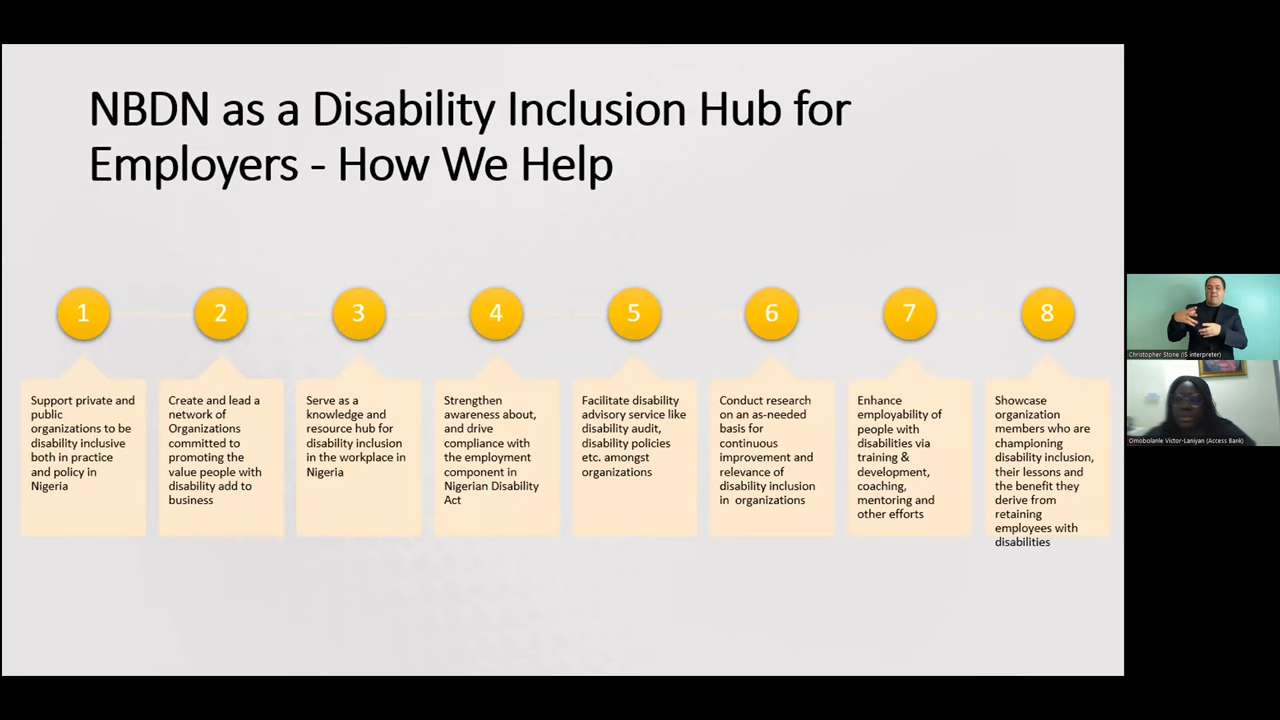 NBDN as a Disability Inclusion Hub for
Employers - How We Help
1
2
3
4
5
6
7
8
Support private and
public
organizations to be
disability inclusive
both in practice
and policy in
Nigeria
Create and lead a
network of
Organizations
committed to
promoting the
value people with
disability add to
business
Serve as a
knowledge and
resource hub for
disability inclusion
in the workplace in
Nigeria
Strengthen
awareness about,
and drive
compliance with
the employment
component in
Nigerian Disability
Act
Facilitate disability
advisory service like
disability audit,
disability policies
etc. amongst
organizations
Conduct research
on an as-needed
basis for
continuous
improvement and
relevance of
disability inclusion
in organizations
Enhance
employability of
people with
disabilities via
training &
development,
coaching,
mentoring and
other efforts
Showcase
organization
members who are
championing
disability inclusion,
their lessons and
the benefit they
derive from
retaining
employees with
disabilities
Christopher Stone (IS interpreter)
Omobolanle Victor-Laniyan (Access Bank)